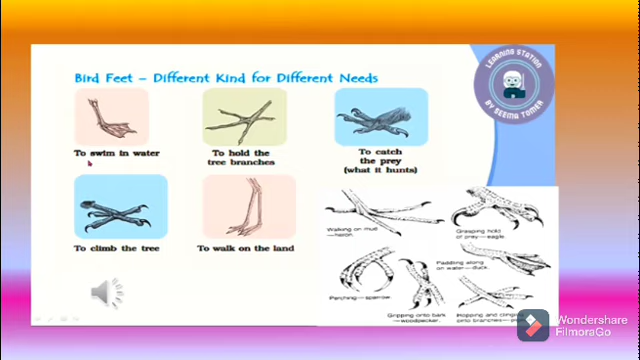 Bird Feet – Different Kind for Different Needs
LEARNING STATION
BY SEEMA TOMER
To swim in water
To hold the
tree branches
To catch
the prey
(what it hunts)
To climb the tree
To walk on the land
Walking on mud
—heron.
Grasping hold
of prey—eagle.
Paddling along
on water—duck.
Perching—sparrow.
Gripping onto bark
—woodpecker.
Hopping and clinging
onto branches—
Wondershare
FilmoraGo